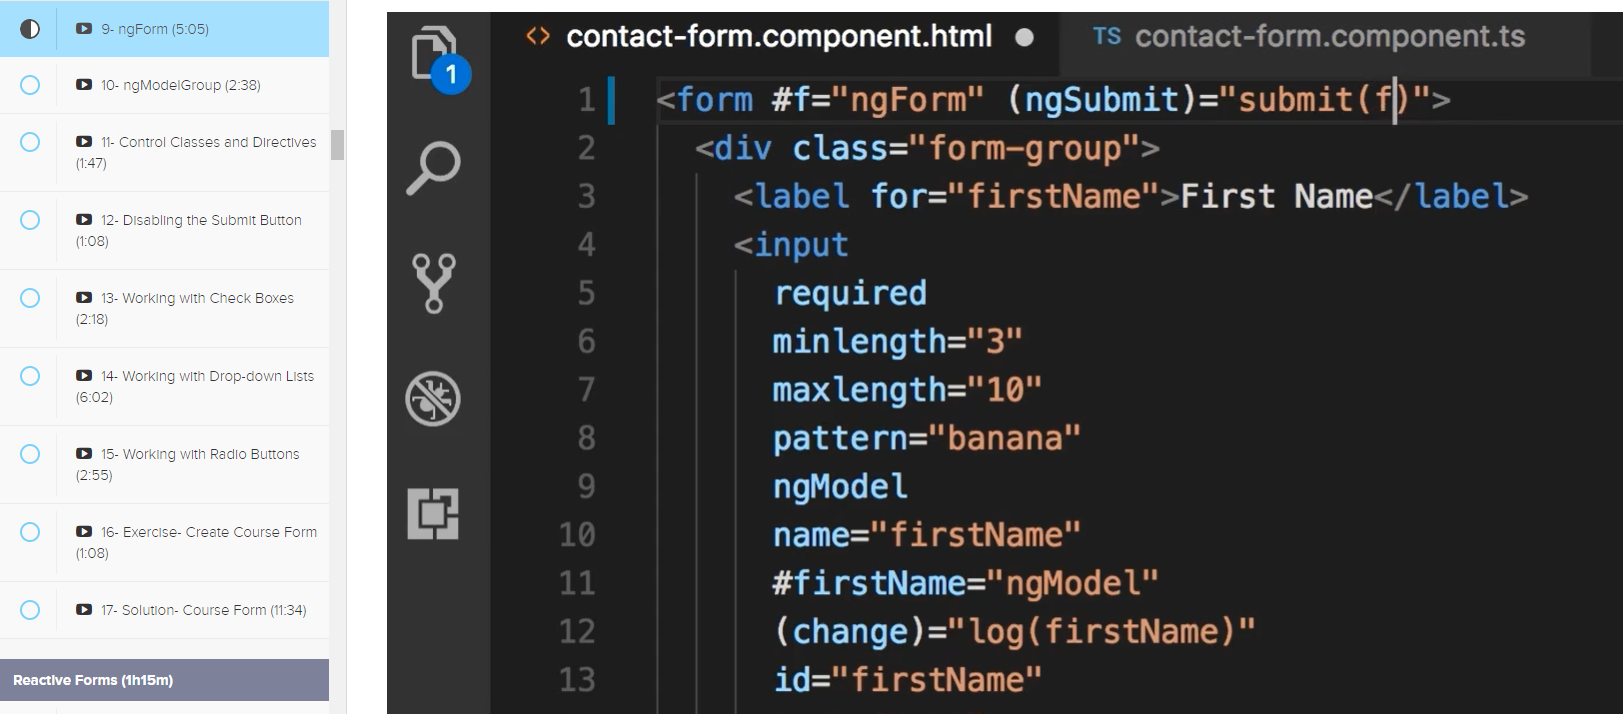 9- ngForm (5:05)
10- ngModelGroup (2:38)
11- Control Classes and Directives
(1:47)
12- Disabling the Submit Button
(1:08)
13- Working with Check Boxes
(2:18)
14- Working with Drop-down Lists
(6:02)
15- Working with Radio Buttons
(2:55)
16- Exercise- Create Course Form
(1:08)
17- Solution- Course Form (11:34)
Reactive Forms (1h15m)
1
<> contact-form.component.html
TS contact-form.component.ts
1 <form #f="ngForm" (ngSubmit)="submit(f)">
2 <div class="form-group">
3 <label for="firstName">First Name</label>
4 <input
5 required
6 minlength="3"
7 maxlength="10"
8 pattern="banana"
9 ngModel
10 name="firstName"
11 #firstName="ngModel"
12 (change)="log(firstName)"
13 id="firstName"